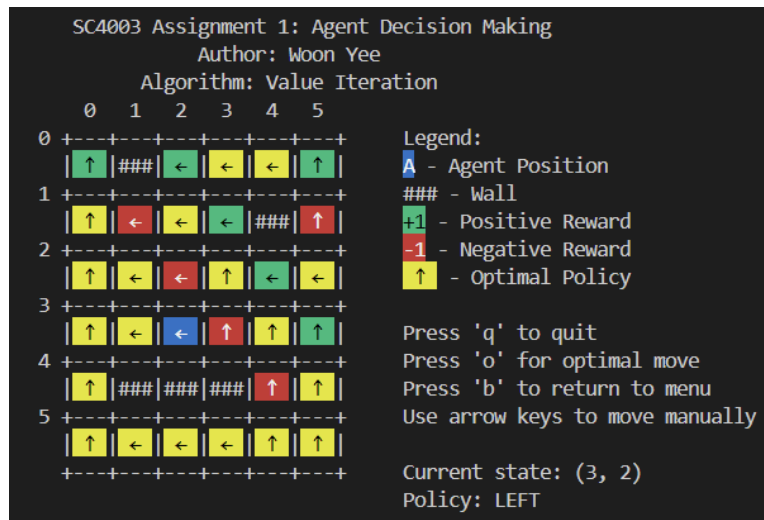 SC4003 Assignment 1: Agent Decision Making
Author: Woon Yee
Algorithm: Value Iteration
0 1 2 3 4 5
0 +---+---+---+---+---+---+
| ↑ |###| ← | ← | ← | ↑ |
1 +---+---+---+---+---+---+
| ↑ | ← | ← | ← |###| ↑ |
2 +---+---+---+---+---+---+
| ↑ | ← | ← | ↑ | ← | ← |
3 +---+---+---+---+---+---+
| ↑ | ← | ← | ↑ | ↑ | ↑ |
4 +---+---+---+---+---+---+
| ↑ |###|###|###| ↑ | ↑ |
5 +---+---+---+---+---+---+
| ↑ | ← | ← | ← | ↑ | ↑ |
+---+---+---+---+---+---+
Legend:
A - Agent Position
### - Wall
+1 - Positive Reward
-1 - Negative Reward
↑ - Optimal Policy
Press 'q' to quit
Press 'o' for optimal move
Press 'b' to return to menu
Use arrow keys to move manually
Current state: (3, 2)
Policy: LEFT